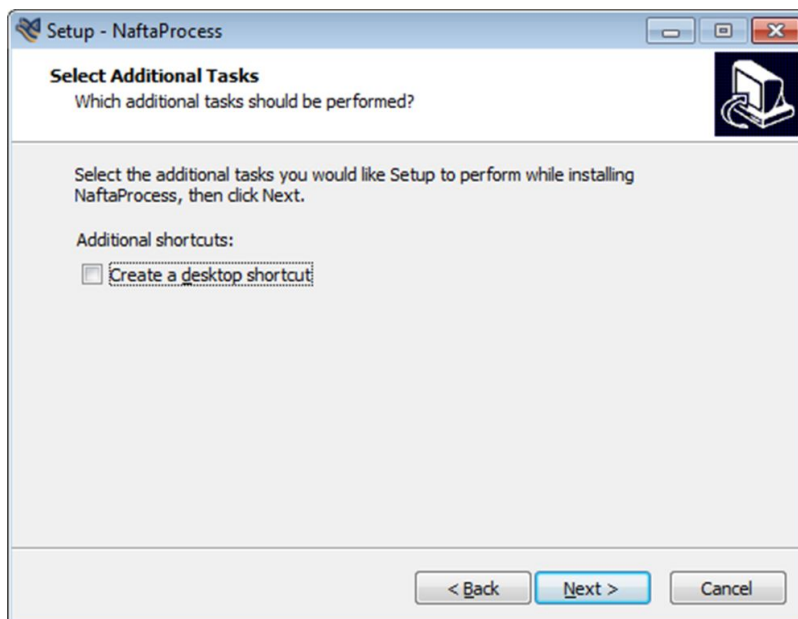 Setup - NaftaProcess
Select Additional Tasks
Which additional tasks should be performed?
Select the additional tasks you would like Setup to perform while installing
NaftaProcess, then click Next.
Additional shortcuts:
Create a desktop shortcut
< Back Next > Cancel